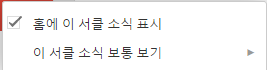 홈에 이 서클 소식 표시
이 서클 소식 보통 보기